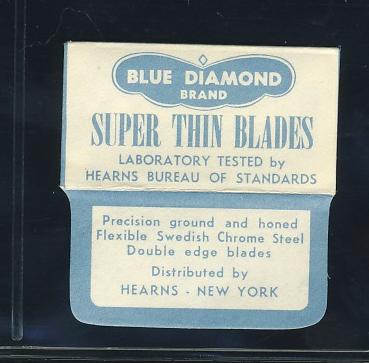 BLUE DIAMOND
BRAND
SUPER THIN BLADES
LABORATORY TESTED by
HEARNS BUREAU OF STANDARDS
Precision ground and honed
Flexible Swedish Chrome Steel
Double edge blades
Distributed by
HEARNS - NEW YORK